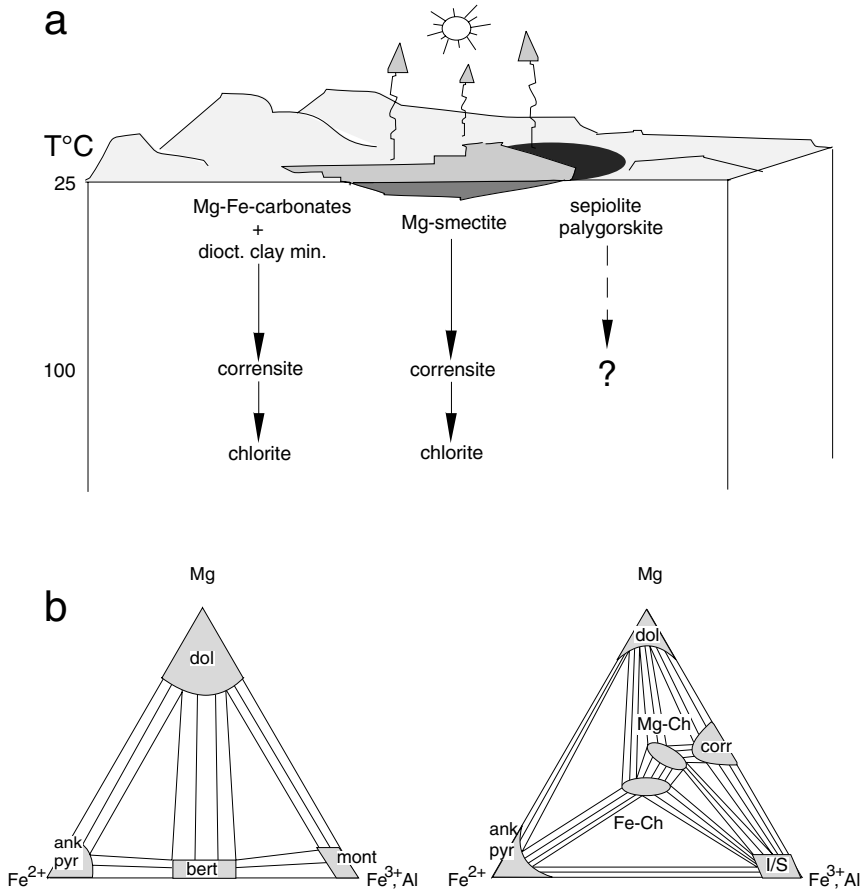 a
T°C
25
Mg-Fe-carbonates
+
dioct. clay min.
Mg-smectite
sepiolite
palygorskite
100
corrensite
corrensite
?
chlorite
chlorite
b
Mg
dol
ank
pyr
bert
mont
Fe2+
Fe3+,Al
Mg
dol
Mg-Ch
corr
Fe-Ch
ank
pyr
I/S
Fe2+
Fe3+,Al